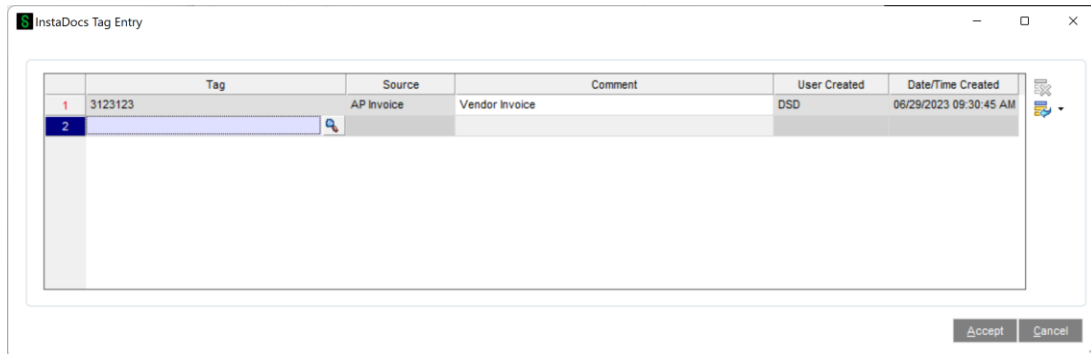 S InstaDocs Tag Entry
Tag Source Comment User Created Date/Time Created
1 3123123 AP Invoice Vendor Invoice DSD 06/29/2023 09:30:45 AM
2
Accept Cancel